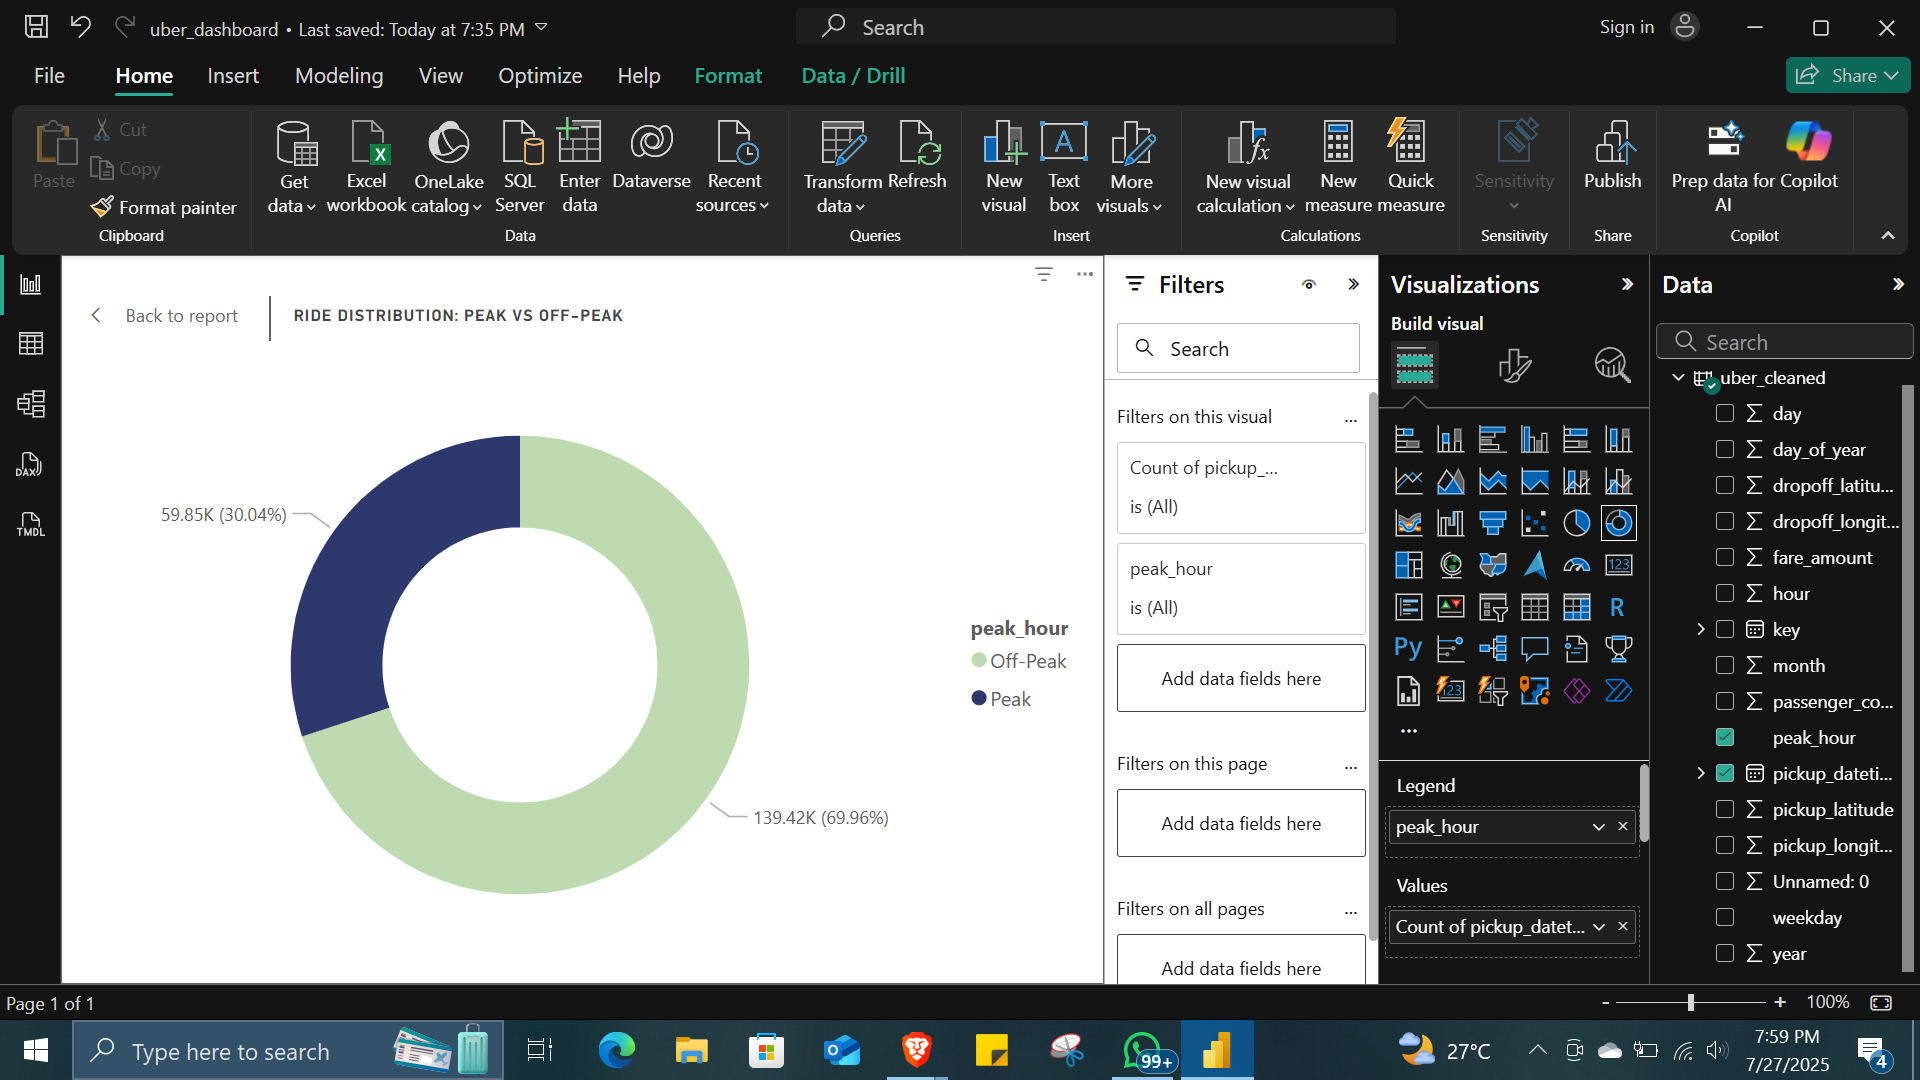 uber_dashboard • Last saved: Today at 7:35 PM
Search
Sign in
File
Home
Insert
Modeling
View
Optimize
Help
Format
Data / Drill
Share
Paste
Cut
Copy
Format painter
Clipboard
Get data
Excel workbook
OneLake catalog
SQL Server
Enter data
Dataverse
Recent sources
Data
Transform data
Refresh
Queries
New visual
Text box
More visuals
Insert
New visual calculation
New measure
Quick measure
Calculations
Sensitivity
Sensitivity
Publish
Share
Prep data for AI
Copilot
Copilot
Back to report
RIDE DISTRIBUTION: PEAK VS OFF-PEAK
59.85K (30.04%)
139.42K (69.96%)
peak_hour
Off-Peak
Peak
DAX
TMDL
Filters
Search
Filters on this visual
...
Count of pickup_...
is (All)
peak_hour
is (All)
Add data fields here
Filters on this page
...
Add data fields here
Filters on all pages
...
Add data fields here
Visualizations
Build visual
123
R
Py
123
Legend
peak_hour
Values
Count of pickup_datet...
Data
Search
uber_cleaned
day
day_of_year
dropoff_latitu...
dropoff_longit...
fare_amount
hour
key
month
passenger_co...
peak_hour
pickup_dateti...
pickup_latitude
pickup_longit...
Unnamed: 0
weekday
year
Page 1 of 1
- + 100%
Type here to search
99+
27°C
7:59 PM
7/27/2025
4